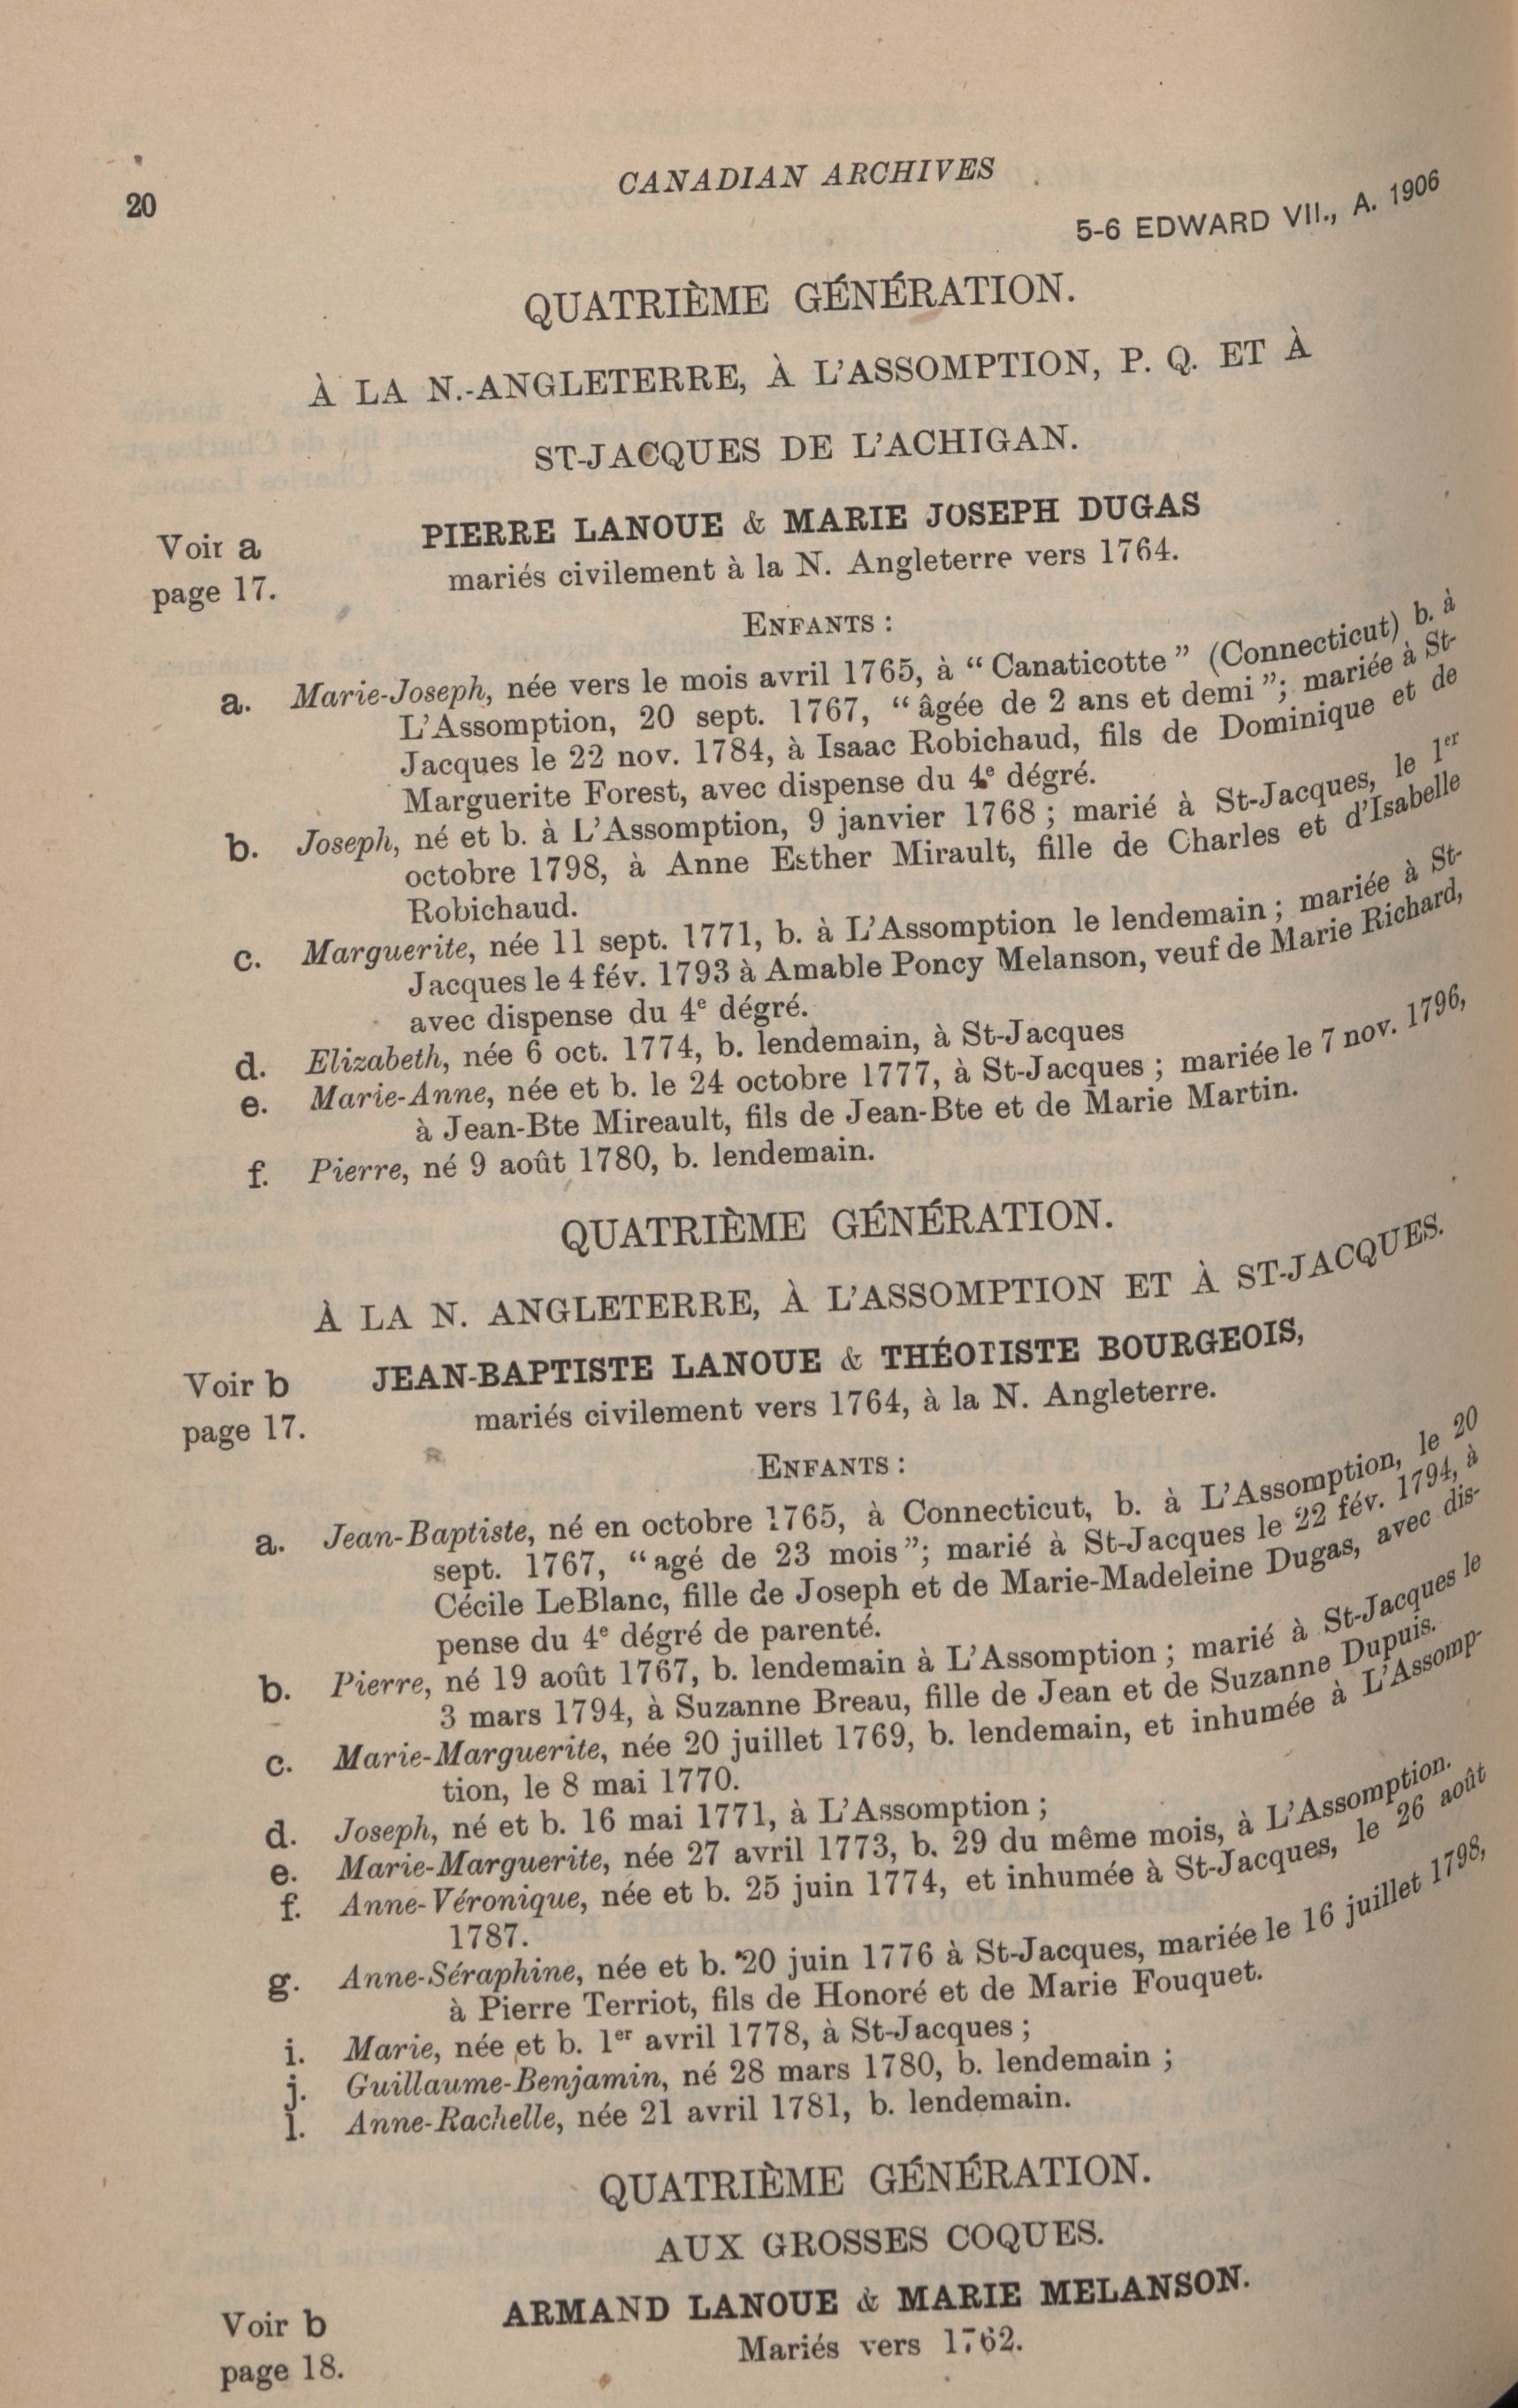 20
CANADIAN ARCHIVES
5-6 EDWARD VII., A. 1906
QUATRIÈME GÉNÉRATION.
À LA N.-ANGLETERRE, À L'ASSOMPTION, P. Q. ET À
ST-JACQUES DE L'ACHIGAN.
Voir a
page 17.
PIERRE LANOUE & MARIE JOSEPH DUGAS
mariés civilement à la N. Angleterre vers 1764.
ENFANTS :
a. Marie-Joseph, née vers le mois avril 1765, à “ Canaticotte ” (Connecticut) b. à
L'Assomption, 20 sept. 1767, “ âgée de 2 ans et demi ”; mariée à St-
Jacques le 22 nov. 1784, à Isaac Robichaud, fils de Dominique et de
Marguerite Forest, avec dispense du 4e dégré.
b. Joseph, né et b. à L'Assomption, 9 janvier 1768 ; marié à St-Jacques, le 1er
octobre 1798, à Anne Esther Mirault, fille de Charles et d'Isabelle
Robichaud.
c. Marguerite, née 11 sept. 1771, b. à L'Assomption le lendemain ; mariée à St-
Jacques le 4 fév. 1793 à Amable Poncy Melanson, veuf de Marie Richard,
avec dispense du 4e dégré.
d. Elizabeth, née 6 oct. 1774, b. lendemain, à St-Jacques
e. Marie-Anne, née et b. le 24 octobre 1777, à St-Jacques ; mariée le 7 nov. 1796,
à Jean-Bte Mireault, fils de Jean-Bte et de Marie Martin.
f. Pierre, né 9 août 1780, b. lendemain.
QUATRIÈME GÉNÉRATION.
À LA N. ANGLETERRE, À L'ASSOMPTION ET À ST-JACQUES.
Voir b
page 17.
JEAN-BAPTISTE LANOUE & THÉOTISTE BOURGEOIS,
mariés civilement vers 1764, à la N. Angleterre.
ENFANTS :
a. Jean-Baptiste, né en octobre 1765, à Connecticut, b. à L'Assomption, le 20
sept. 1767, “agé de 23 mois”; marié à St-Jacques le 22 fév. 1794, à
Cécile LeBlanc, fille de Joseph et de Marie-Madeleine Dugas, avec dis-
pense du 4e dégré de parenté.
b. Pierre, né 19 août 1767, b. lendemain à L'Assomption ; marié à St-Jacques le
3 mars 1794, à Suzanne Breau, fille de Jean et de Suzanne Dupuis.
c. Marie-Marguerite, née 20 juillet 1769, b. lendemain, et inhumée à L'Assomp-
tion, le 8 mai 1770.
d. Joseph, né et b. 16 mai 1771, à L'Assomption ;
e. Marie-Marguerite, née 27 avril 1773, b. 29 du même mois, à L'Assomption.
f. Anne-Véronique, née et b. 25 juin 1774, et inhumée à St-Jacques, le 26 août
1787.
g. Anne-Séraphine, née et b. 20 juin 1776 à St-Jacques, mariée le 16 juillet 1798,
à Pierre Terriot, fils de Honoré et de Marie Fouquet.
i. Marie, née et b. 1er avril 1778, à St-Jacques ;
j. Guillaume-Benjamin, né 28 mars 1780, b. lendemain ;
l. Anne-Rachelle, née 21 avril 1781, b. lendemain.
QUATRIÈME GÉNÉRATION.
AUX GROSSES COQUES.
Voir b
page 18.
ARMAND LANOUE & MARIE MELANSON.
Mariés vers 1762.